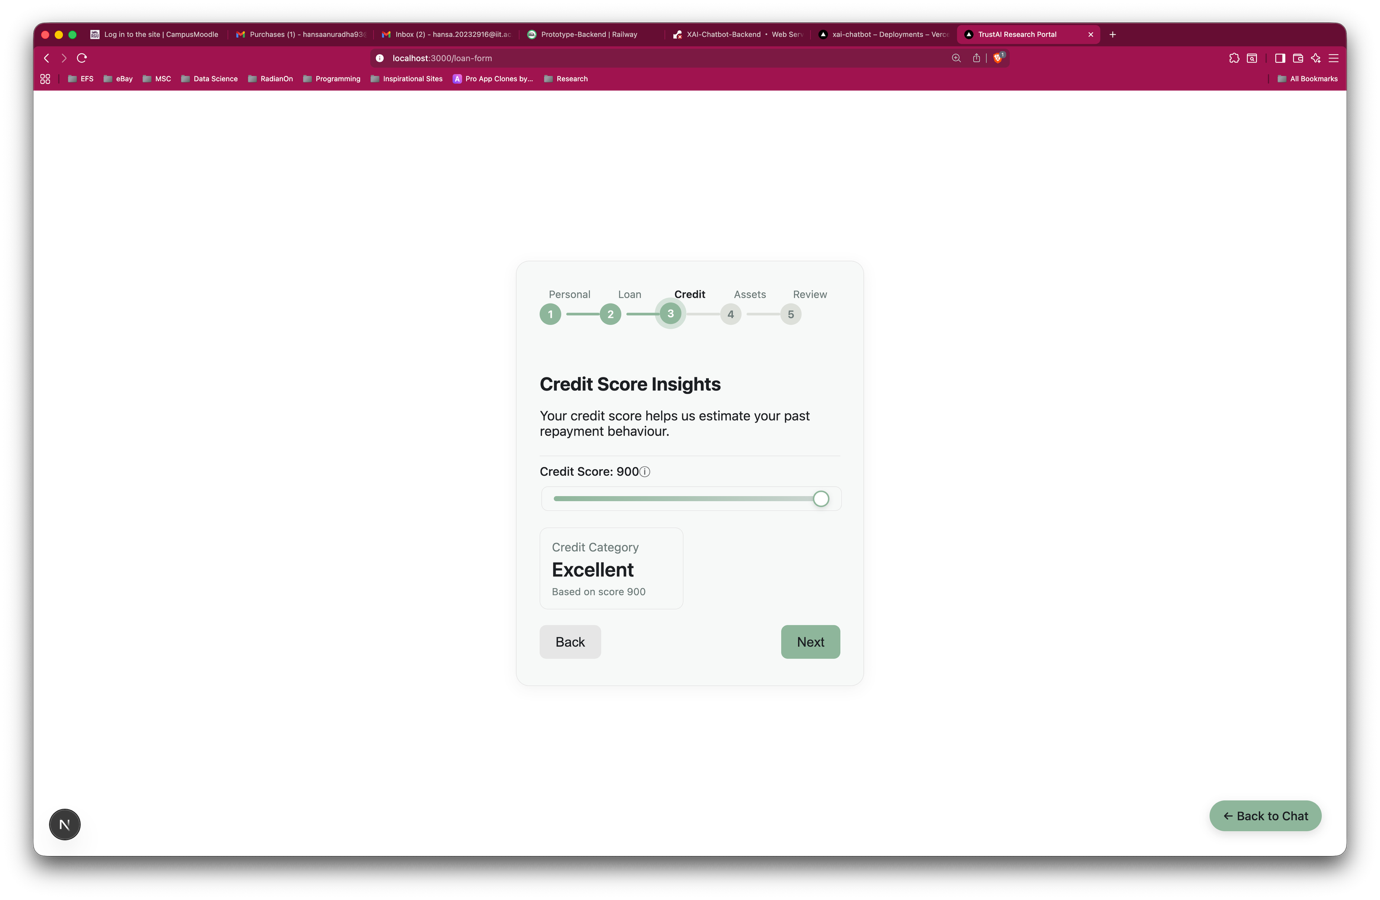 Log in to the site | CampusMoodle
Purchases (1) - hansaanuradha93
Inbox (2) - hansa.20232916@iit.ac
Prototype-Backend | Railway
XAI-Chatbot-Backend • Web Serv
xai-chatbot – Deployments – Verc
TrustAI Research Portal
localhost:3000/loan-form
EFS
eBay
MSC
Data Science
RadianOn
Programming
Inspirational Sites
A
Pro App Clones by...
Research
All Bookmarks
Personal
Loan
Credit
Assets
Review
1
2
3
4
5
Credit Score Insights
Your credit score helps us estimate your past
repayment behaviour.
Credit Score: 900ⓘ
Credit Category
Excellent
Based on score 900
Back
Next
N
← Back to Chat